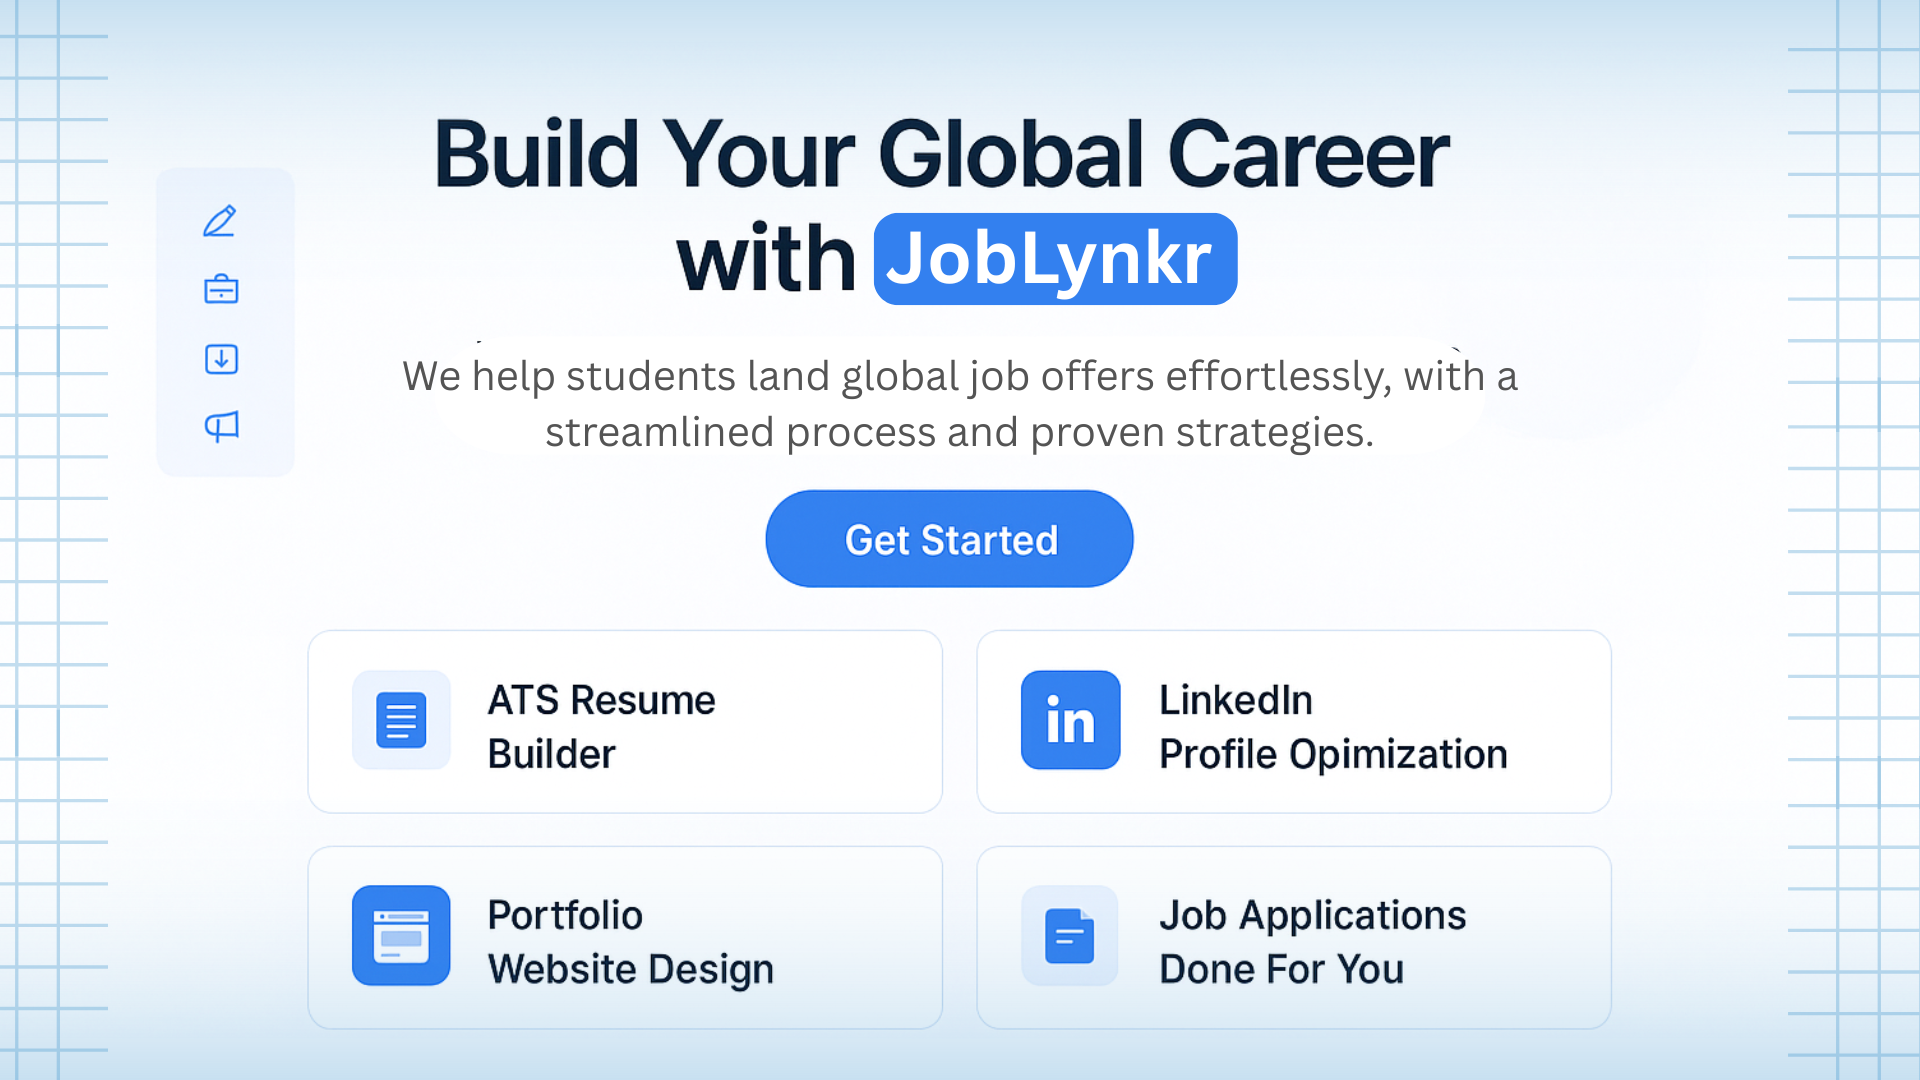 Build Your Global Career
with JobLynkr
We help students land global job offers effortlessly, with a
streamlined process and proven strategies.
Get Started
ATS Resume
Builder
in
LinkedIn
Profile Opimization
Portfolio
Website Design
Job Applications
Done For You